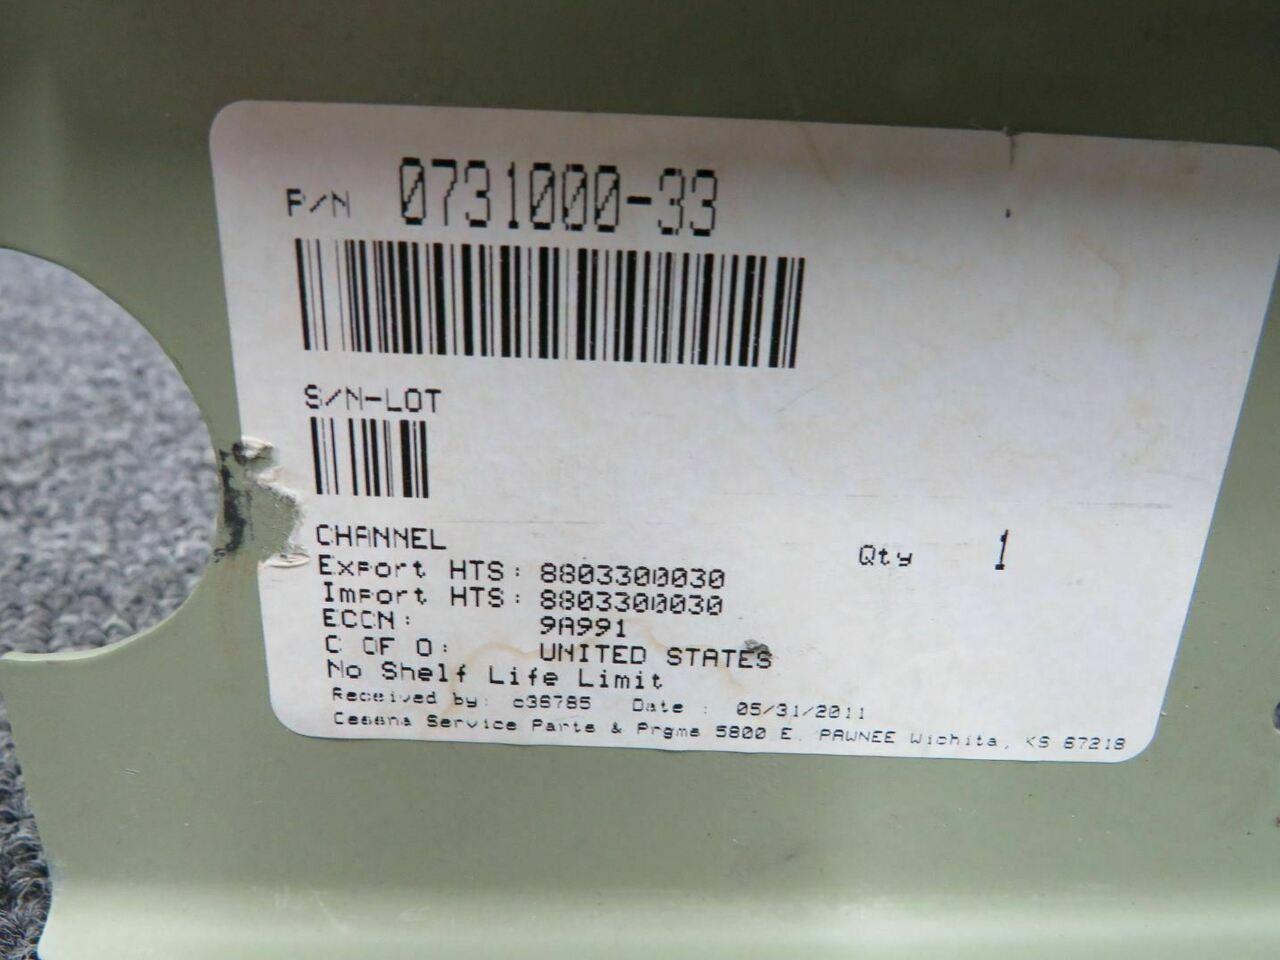 P/N 0731000-33
S/N-LOT
CHANNEL
Qty 1
Export HTS: 8803300030
Import HTS: 8803300030
ECCN: 9A991
C OF O: UNITED STATES
No Shelf Life Limit
Received by: c36785 Date : 05/31/2011
Cessna Service Parts & Prgms 5800 E. PAWNEE Wichita, KS 67218